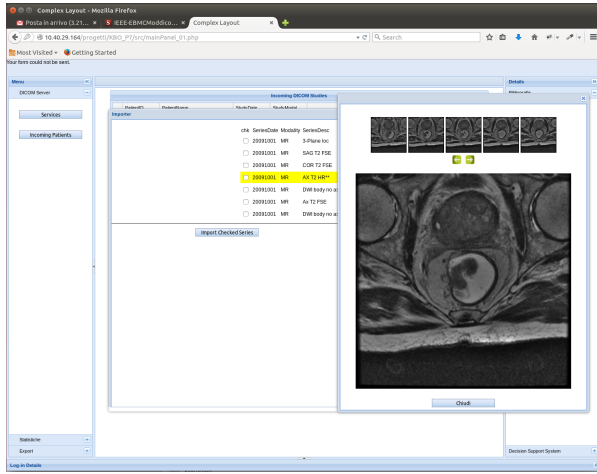 Complex Layout - Mozilla Firefox
Posta in arrivo (3.21... × IEEE-EBMCModdico... × Complex Layout ×
10.40.29.164/progetti/KBIO_P7/src/mainPanel_01.php Search
Most Visited Getting Started
Your form could not be sent.
Menu Details
DICOM Server Incoming DICOM Studies
PatientID PatientName StudyDate StudyModal
Importer
Services
Incoming Patients
chk SeriesDate Modality SeriesDesc
20091001 MR 3-Plane loc
20091001 MR SAG T2 FSE
20091001 MR COR T2 FSE
20091001 MR AX T2 HR**
20091001 MR DWI body no as
20091001 MR Ax T2 FSE
20091001 MR DWI body no as
Import Checked Series
Chiudi
Statistiche
Export Decision Support System
Log in Details